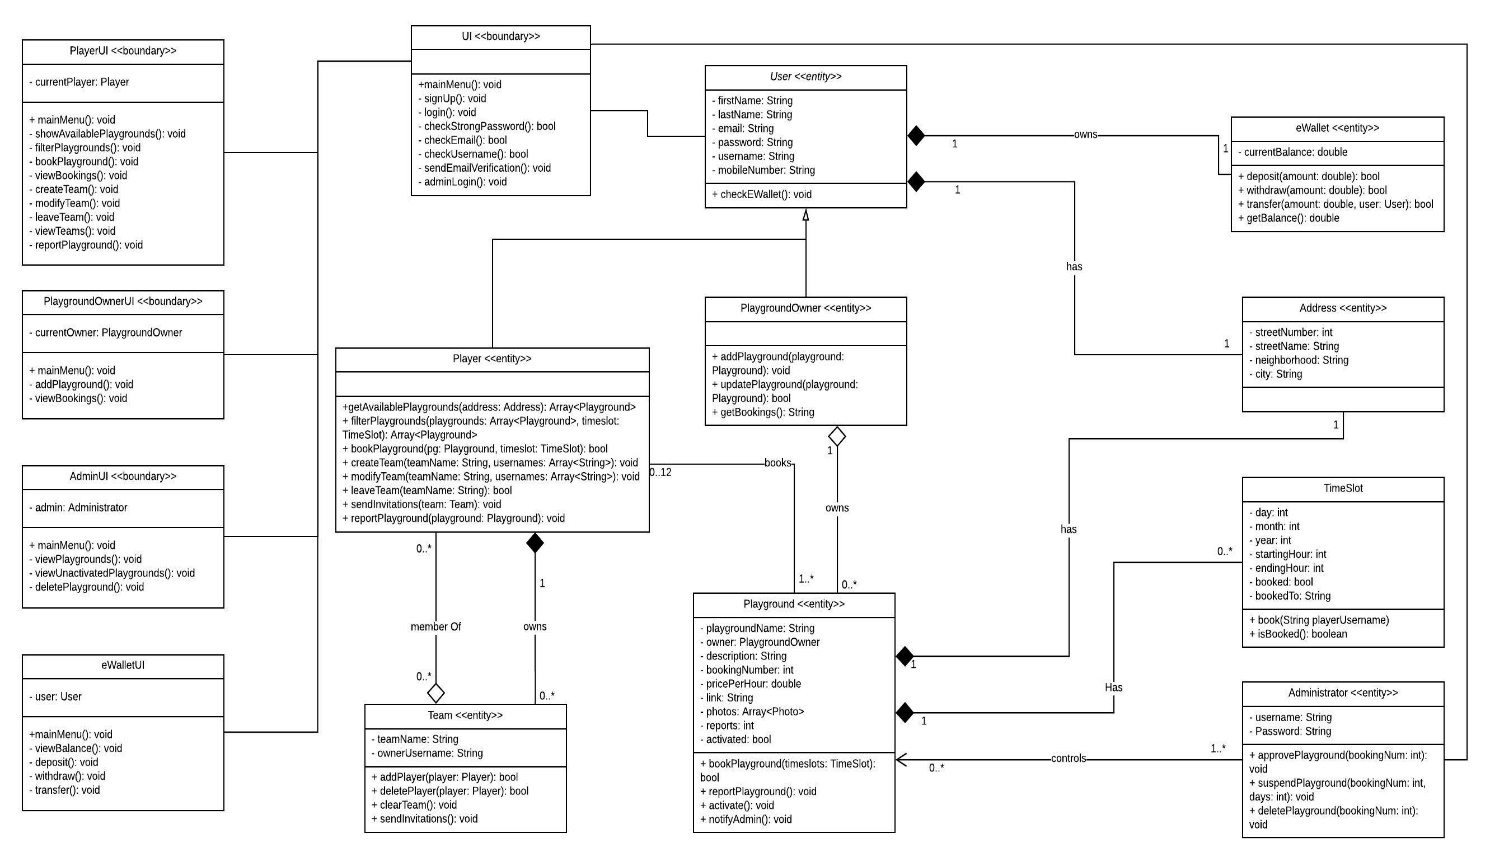 PlayerUI <<boundary>>
- currentPlayer: Player
+ mainMenu(): void
- showAvailablePlaygrounds(): void
- filterPlaygrounds(): void
- bookPlayground(): void
- viewBookings(): void
- createTeam(): void
- modifyTeam(): void
- leaveTeam(): void
- viewTeams(): void
- reportPlayground(): void
PlaygroundOwnerUI <<boundary>>
- currentOwner: PlaygroundOwner
+ mainMenu(): void
- addPlayground(): void
- viewBookings(): void
AdminUI <<boundary>>
- admin: Administrator
+ mainMenu(): void
- viewPlaygrounds(): void
- viewUnactivatedPlaygrounds(): void
- deletePlayground(): void
eWalletUI
- user: User
+mainMenu(): void
- viewBalance(): void
- deposit(): void
- withdraw(): void
- transfer(): void
UI <<boundary>>
+mainMenu(): void
- signUp(): void
- login(): void
- checkStrongPassword(): bool
- checkEmail(): bool
- checkUsername(): bool
- sendEmailVerification(): void
- adminLogin(): void
User <<entity>>
- firstName: String
- lastName: String
- email: String
- password: String
- username: String
- mobileNumber: String
+ checkEWallet(): void
1
owns
1
1
has
1
eWallet <<entity>>
- currentBalance: double
+ deposit(amount: double): bool
+ withdraw(amount: double): bool
+ transfer(amount: double, user: User): bool
+ getBalance(): double
Address <<entity>>
- streetNumber: int
- streetName: String
- neighborhood: String
- city: String
1
PlaygroundOwner <<entity>>
+ addPlayground(playground:
Playground): void
+ updatePlayground(playground:
Playground): bool
+ getBookings(): String
1
owns
0..*
Player <<entity>>
+getAvailablePlaygrounds(address: Address): Array<Playground>
+ filterPlaygrounds(playgrounds: Array<Playground>, timeslot:
TimeSlot): Array<Playground>
+ bookPlayground(pg: Playground, timeslot: TimeSlot): bool
+ createTeam(teamName: String, usernames: Array<String>): void
+ modifyTeam(teamName: String, usernames: Array<String>): void
+ leaveTeam(teamName: String): bool
+ sendInvitations(team: Team): void
+ reportPlayground(playground: Playground): void
books
0..12
1..*
0..*
member Of
0..*
1
owns
0..*
Team <<entity>>
- teamName: String
- ownerUsername: String
+ addPlayer(player: Player): bool
+ deletePlayer(player: Player): bool
+ clearTeam(): void
+ sendInvitations(): void
Playground <<entity>>
- playgroundName: String
- owner: PlaygroundOwner
- description: String
- bookingNumber: int
- pricePerHour: double
- link: String
- photos: Array<Photo>
- reports: int
- activated: bool
+ bookPlayground(timeslots: TimeSlot):
bool
+ reportPlayground(): void
+ activate(): void
+ notifyAdmin(): void
has
1
Has
1
0..*
controls
0..*
1..*
TimeSlot
- day: int
- month: int
- year: int
- startingHour: int
- endingHour: int
- booked: bool
- bookedTo: String
+ book(String playerUsername)
+ isBooked(): boolean
Administrator <<entity>>
- username: String
- Password: String
+ approvePlayground(bookingNum: int):
void
+ suspendPlayground(bookingNum: int,
days: int): void
+ deletePlayground(bookingNum: int):
void